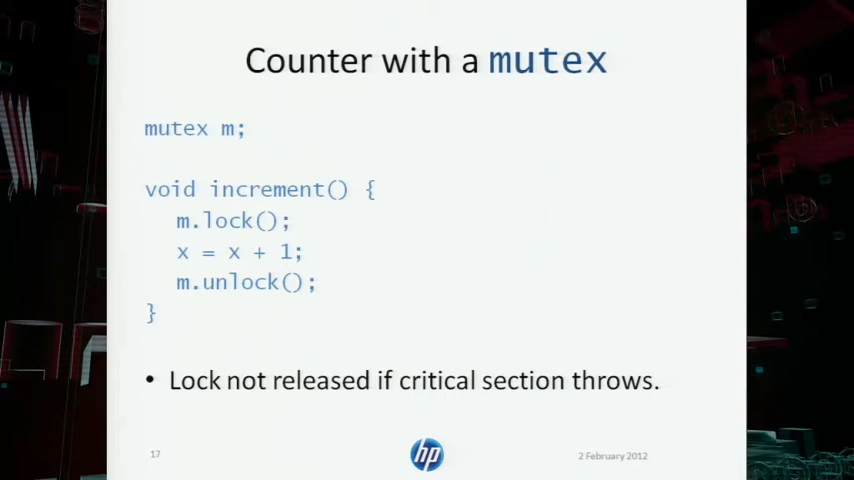 Counter with a mutex
mutex m;
void increment() {
m.lock();
x = x + 1;
m.unlock();
}
• Lock not released if critical section throws.
17
hp
2 February 2012